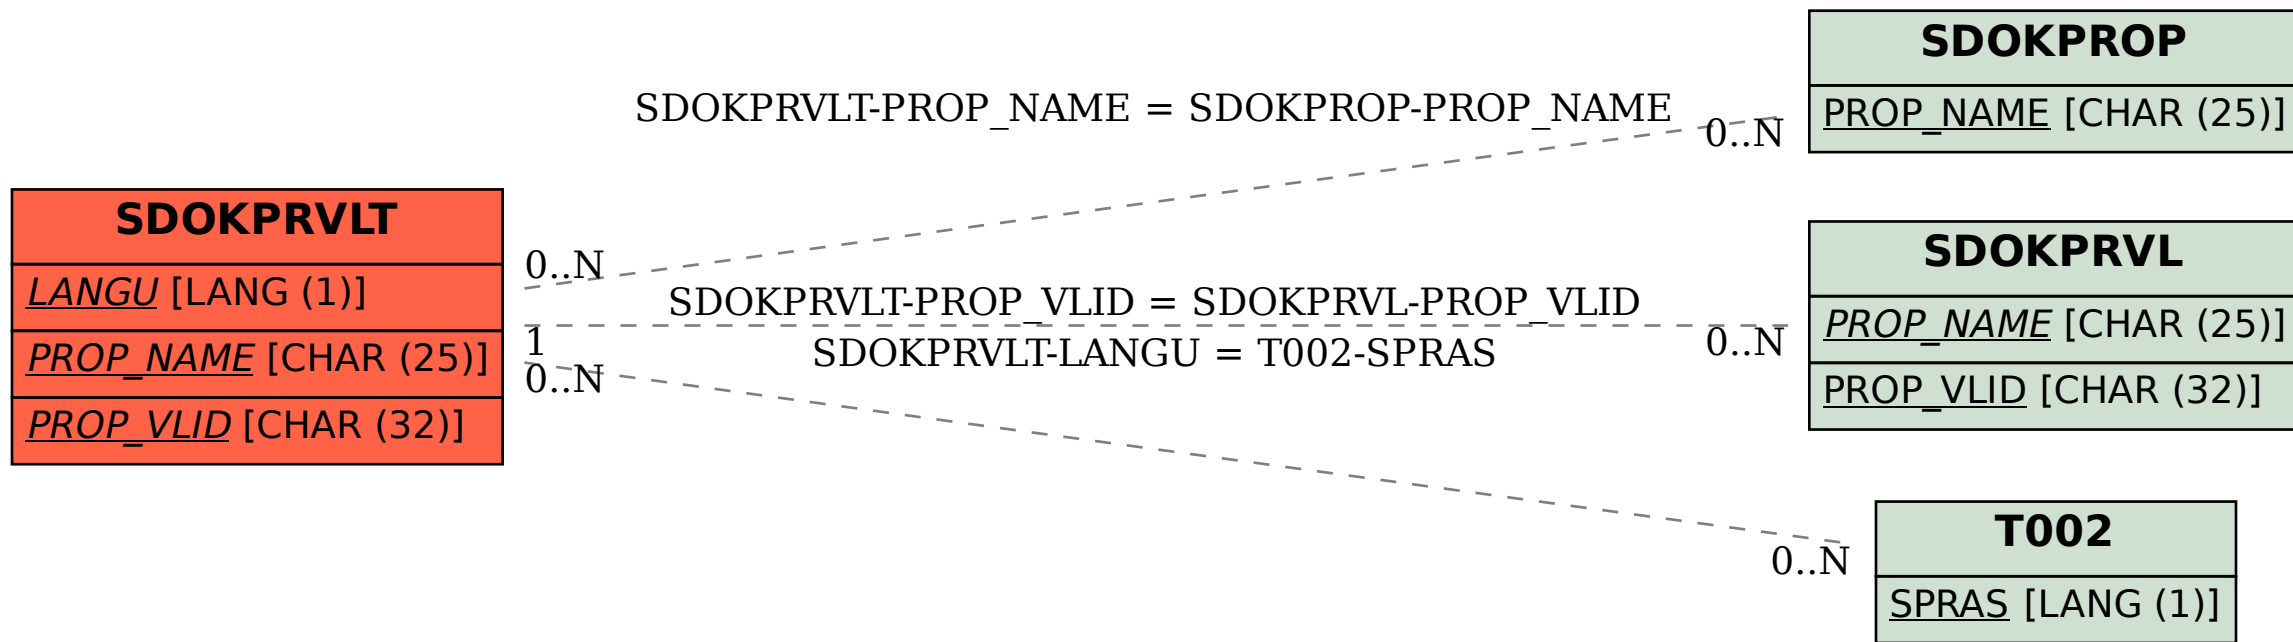 SDOKPROP
PROP_NAME [CHAR (25)]
SDOKPRVLT-PROP_NAME = SDOKPROP-PROP_NAME
0..N
0..N
SDOKPRVLT
LANGU [LANG (1)]
PROP_NAME [CHAR (25)]
PROP_VLID [CHAR (32)]
SDOKPRVLT-PROP_VLID = SDOKPRVL-PROP_VLID
1
0..N
SDOKPRVL
PROP_NAME [CHAR (25)]
PROP_VLID [CHAR (32)]
SDOKPRVLT-LANGU = T002-SPRAS
0..N
0..N
T002
SPRAS [LANG (1)]